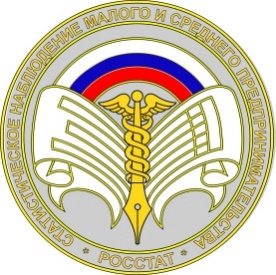 СТАТИСТИЧЕСКОЕ НАБЛЮДЕНИЕ МАЛОГО И СРЕДНЕГО ПРЕДПРИНИМАТЕЛЬСТВА
* РОССТАТ *